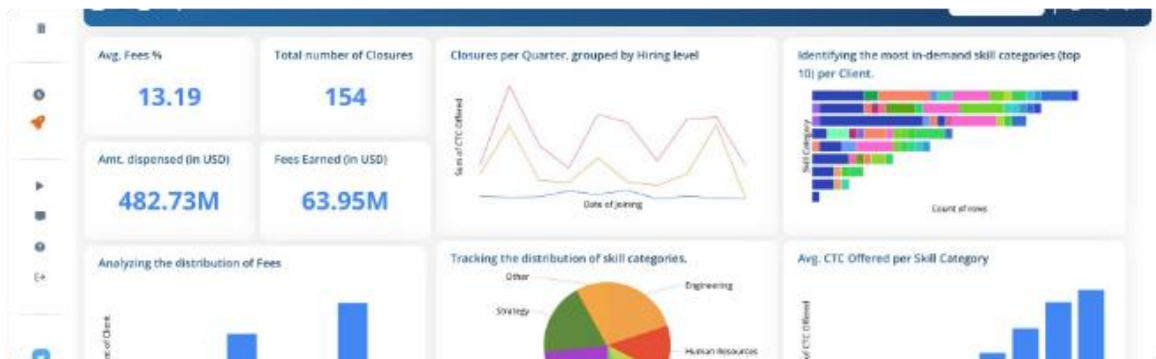 Avg. Fees %
13.19
Total number of Closures
154
Closures per Quarter, grouped by Hiring level
Sum of CTC Offered
Date of Joining
Identifying the most in-demand skill categories (top
10) per Client.
Skill Category
Count of rows
Amt. dispensed (in USD)
482.73M
Fees Earned (in USD)
63.95M
Analyzing the distribution of Fees
of Client
Tracking the distribution of skill categories.
Other
Engineering
Strategy
Human Resources
Avg. CTC Offered per Skill Category
of CTC Offered